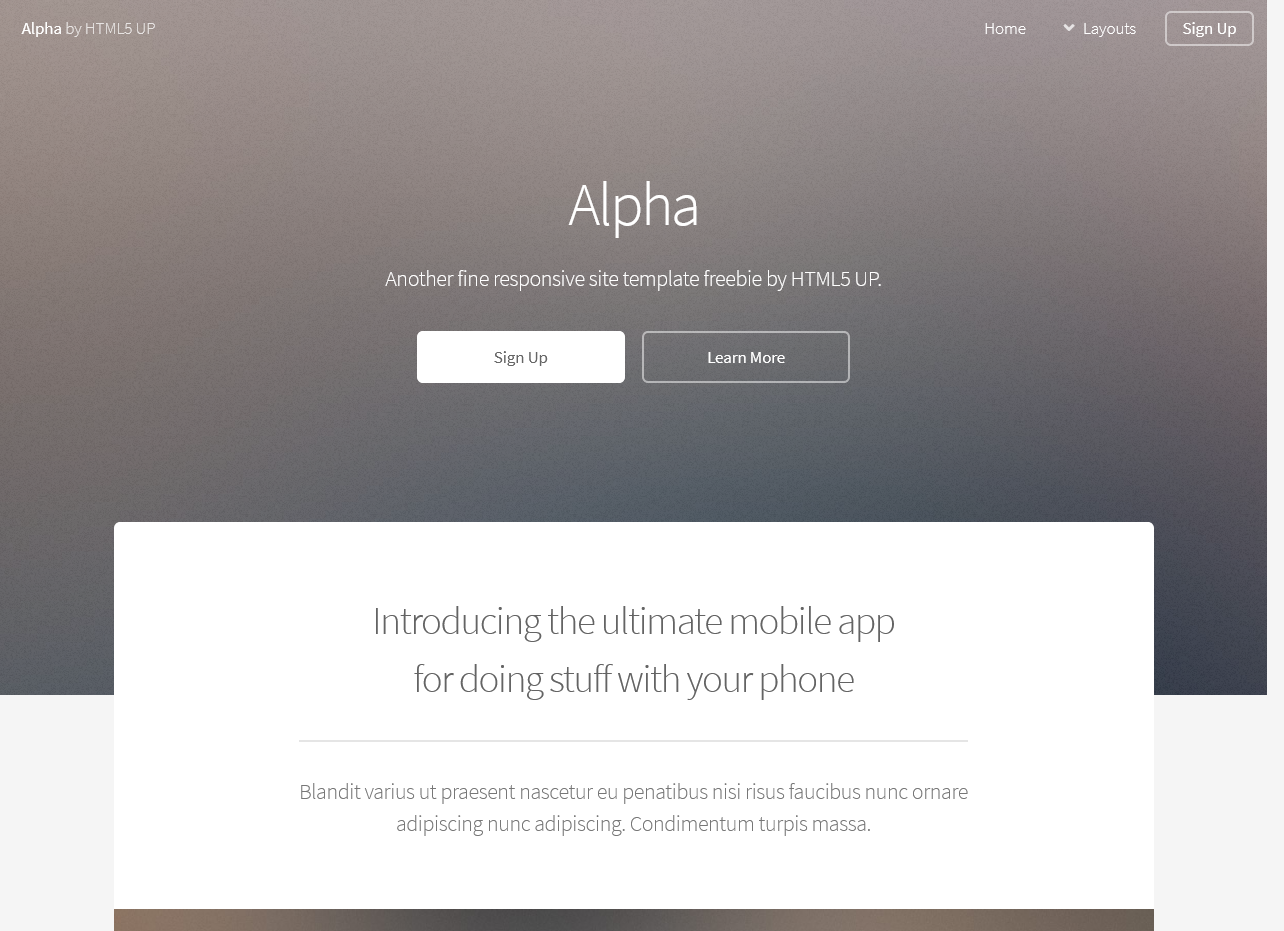 Alpha by HTML5 UP
Home
Layouts
Sign Up
Alpha
Another fine responsive site template freebie by HTML5 UP.
Sign Up
Learn More
Introducing the ultimate mobile app
for doing stuff with your phone
Blandit varius ut praesent nascetur eu penatibus nisi risus faucibus nunc ornare
adipiscing nunc adipiscing. Condimentum turpis massa.